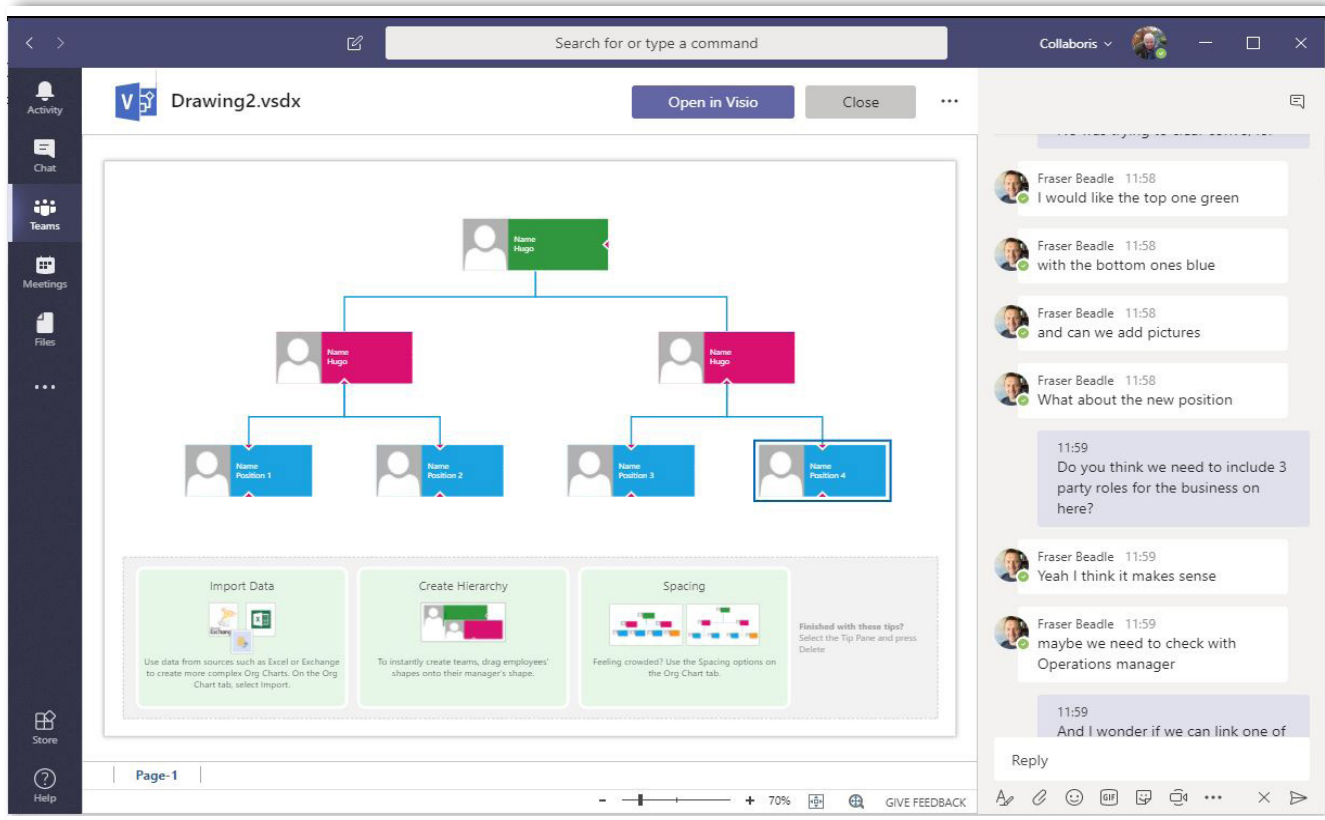 Search for or type a command
Collaboris
Activity
Chat
Teams
Meetings
Files
Store
Help
V
Drawing2.vsdx
Open in Visio
Close
Name
Hugo
Name
Hugo
Name
Hugo
Name
Position 1
Name
Position 2
Name
Position 3
Name
Position 4
Import Data
Use data from sources such as Excel or Exchange
to create more complex Org Charts. On the Org
Chart tab, select Import.
Create Hierarchy
To instantly create teams, drag employees'
shapes onto their manager's shape.
Spacing
Feeling crowded? Use the Spacing options on
the Org Chart tab.
Finished with these tips?
Select the Tip Pane and press
Delete
Page-1
70%
GIVE FEEDBACK
Fraser Beadle 11:58
I would like the top one green
Fraser Beadle 11:58
with the bottom ones blue
Fraser Beadle 11:58
and can we add pictures
Fraser Beadle 11:58
What about the new position
11:59
Do you think we need to include 3
party roles for the business on
here?
Fraser Beadle 11:59
Yeah I think it makes sense
Fraser Beadle 11:59
maybe we need to check with
Operations manager
11:59
And I wonder if we can link one of
Reply
GIF